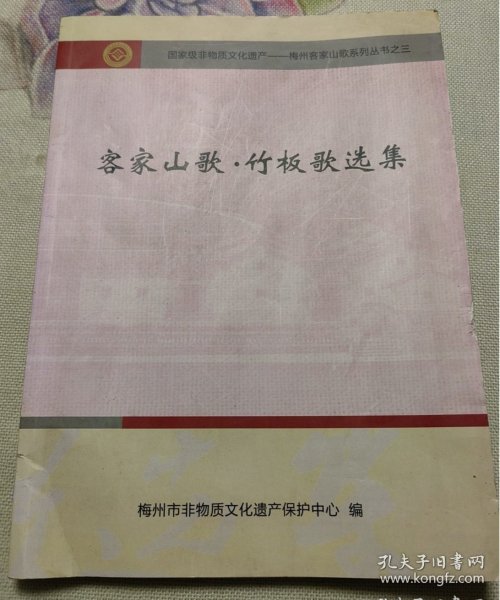 国家级非物质文化遗产——梅州客家山歌系列丛书之三
客家山歌·竹板歌选集
梅州市非物质文化遗产保护中心 编
孔夫子旧书网
www.kongfz.com